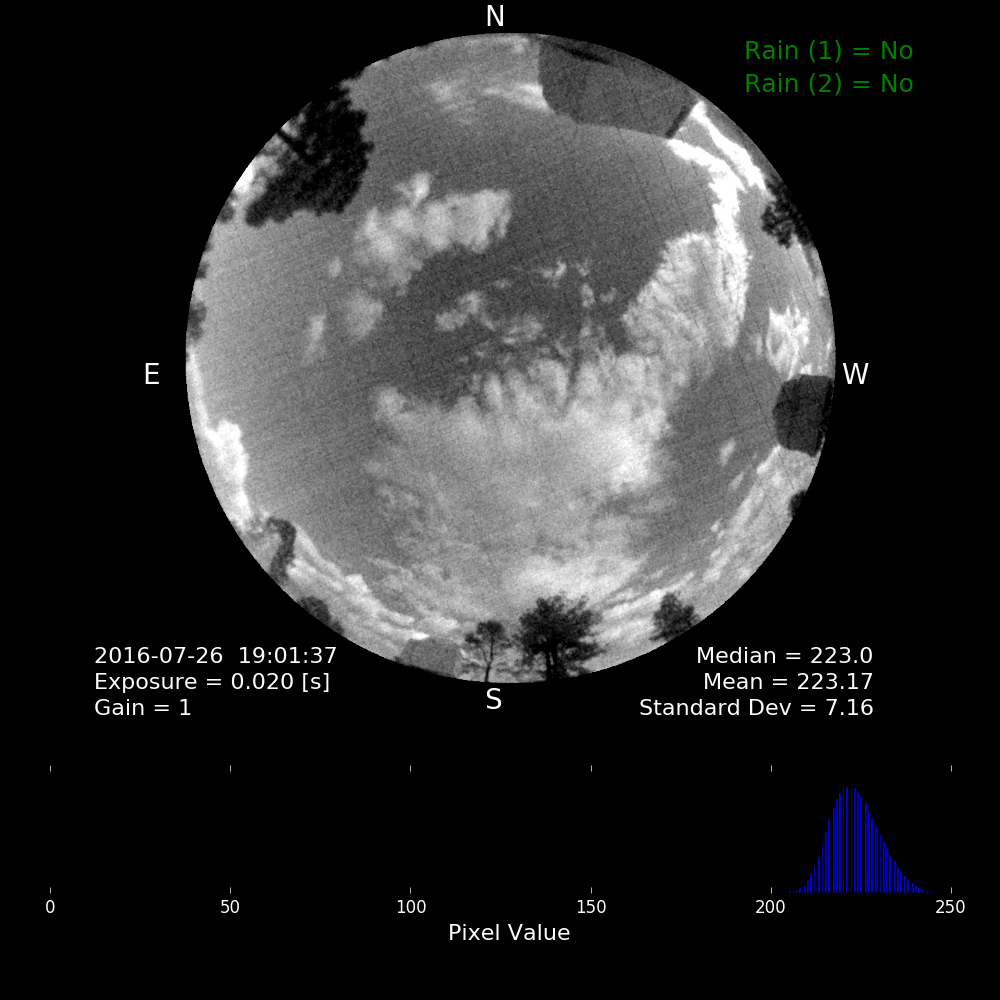 N
Rain (1) = No
Rain (2) = No
E
W
2016-07-26  19:01:37
Exposure = 0.020 [s]
Gain = 1
Median = 223.0
Mean = 223.17
Standard Dev = 7.16
S
0 50 100 150 200 250
Pixel Value